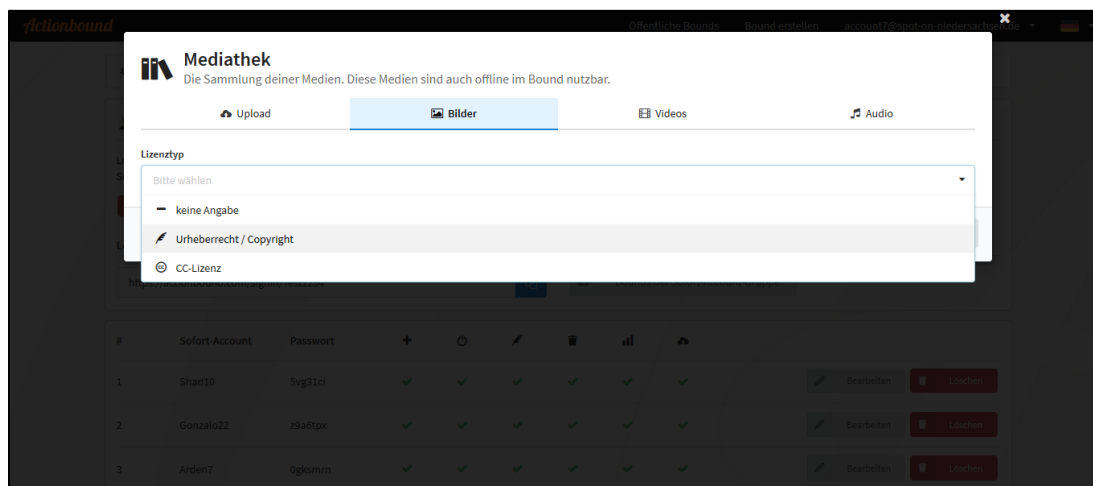 Actionbound
Öffentliche Bounds Bound erstellen account7@spot-on-niedersachsen.de
Mediathek
Die Sammlung deiner Medien. Diese Medien sind auch offline im Bound nutzbar.
Upload Bilder Videos Audio
Lizenztyp
Bitte wählen
keine Angabe
Urheberrecht / Copyright
CC-Lizenz
# Sofort-Account Passwort
1 Shad10 5vg31ci Bearbeiten Löschen
2 Gonzalo22 z9a6tpx Bearbeiten Löschen
3 Arden7 0gksmrn Bearbeiten Löschen